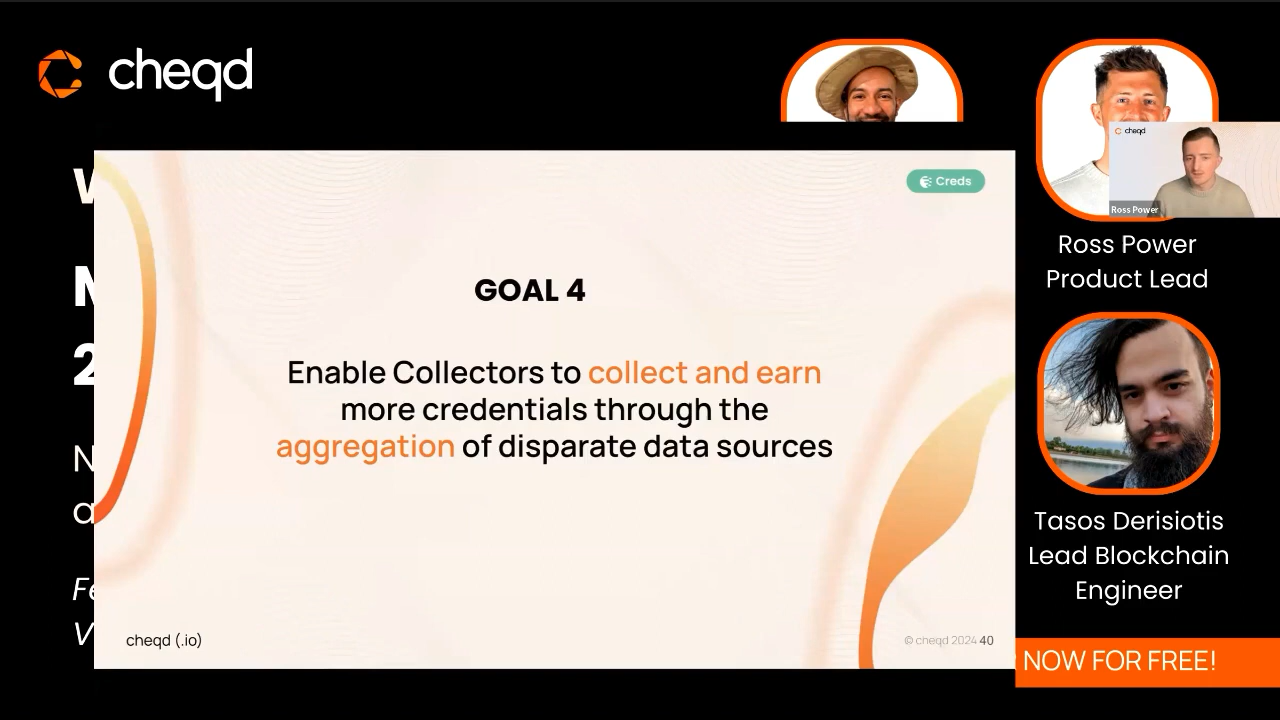 cheqd
Creds
cheqd
Ross Power
Ross Power
Product Lead
GOAL 4
Enable Collectors to collect and earn
more credentials through the
aggregation of disparate data sources
Tasos Derisiotis
Lead Blockchain
Engineer
cheqd (.io)
© cheqd 2024 40
NOW FOR FREE!